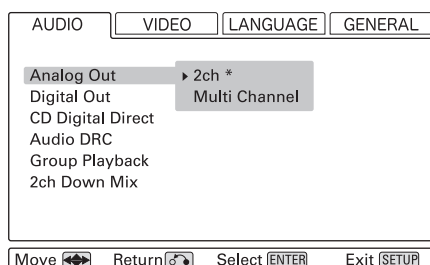 AUDIO VIDEO LANGUAGE GENERAL
Analog Out ▸ 2ch *
Digital Out Multi Channel
CD Digital Direct
Audio DRC
Group Playback
2ch Down Mix
Move Return Select ENTER Exit SETUP